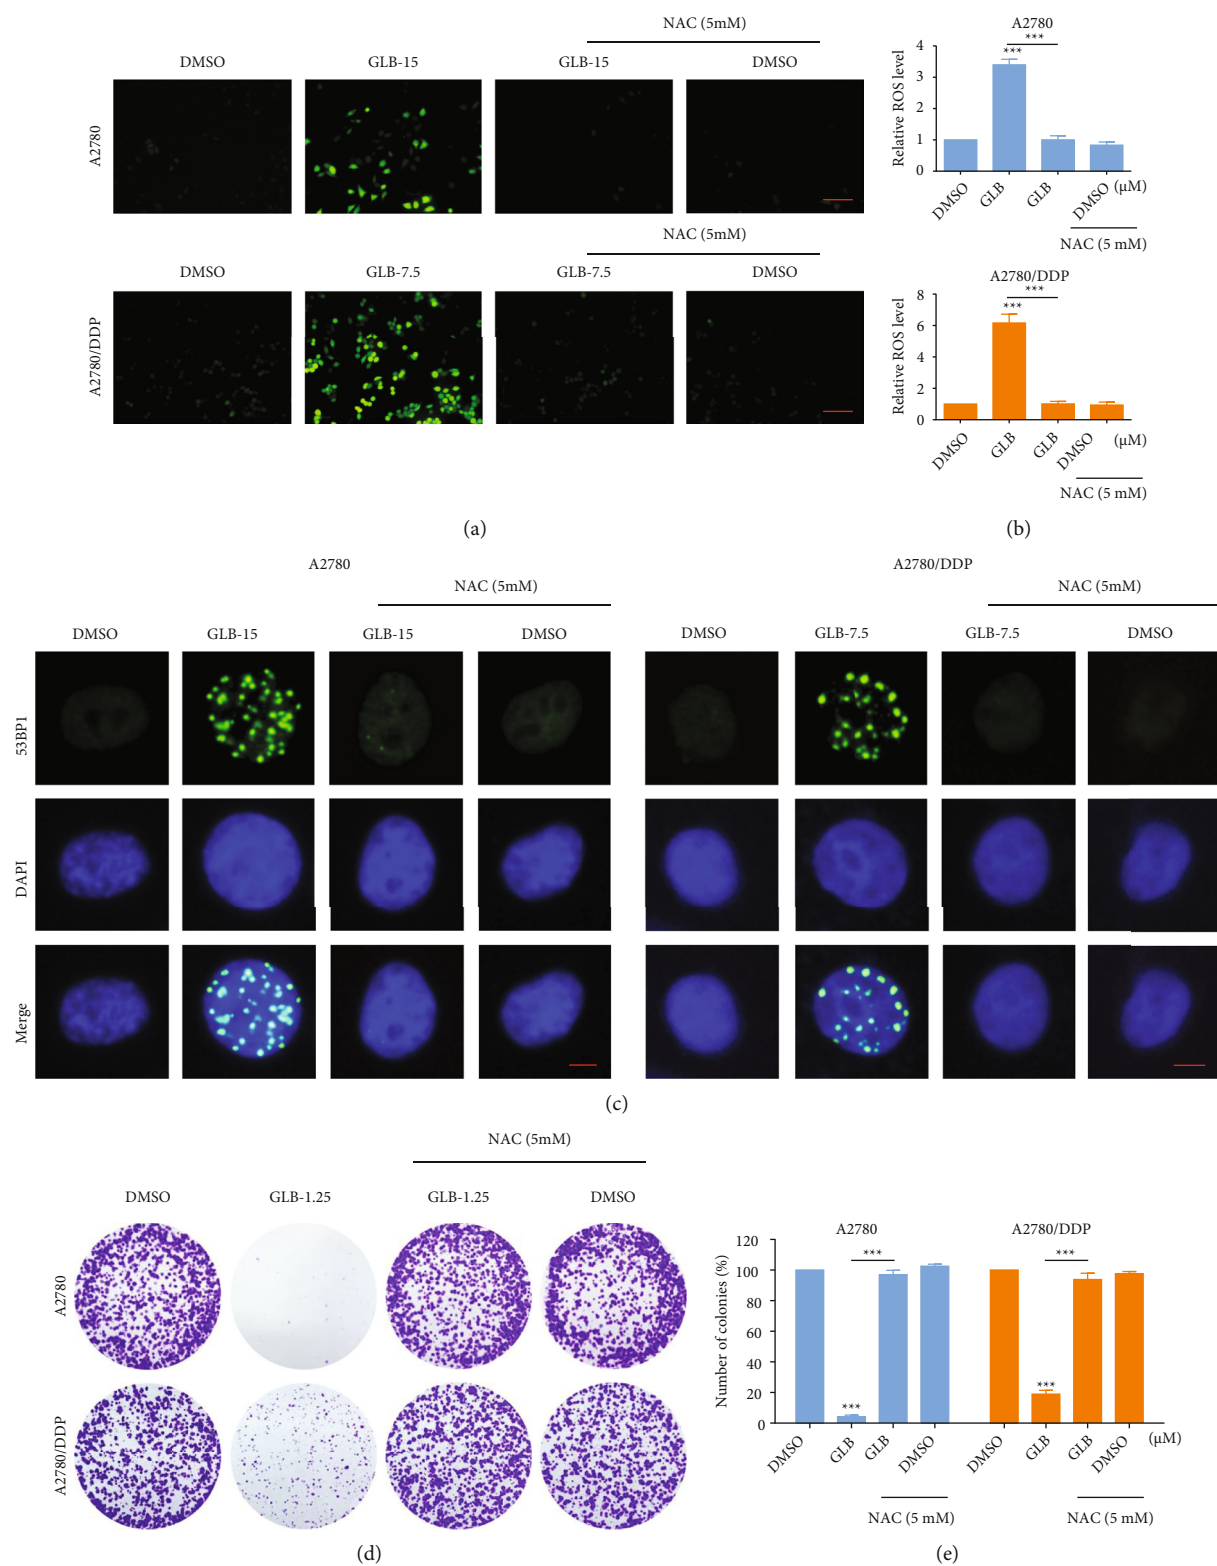 NAC (5mM)
DMSO GLB-15 GLB-15 DMSO
A2780
NAC (5mM)
DMSO GLB-7.5 GLB-7.5 DMSO
A2780/DDP
(a)
A2780
Relative ROS level
4
3
2
1
0
***
***
DMSO GLB GLB DMSO (μM)
NAC (5 mM)
A2780/DDP
Relative ROS level
8
6
4
2
0
***
***
DMSO GLB GLB DMSO (μM)
NAC (5 mM)
(b)
A2780
NAC (5mM)
DMSO GLB-15 GLB-15 DMSO
A2780/DDP
NAC (5mM)
DMSO GLB-7.5 GLB-7.5 DMSO
53BP1
DAPI
Merge
(c)
NAC (5mM)
DMSO GLB-1.25 GLB-1.25 DMSO
A2780
A2780/DDP
(d)
A2780 A2780/DDP
Number of colonies (%)
120
100
80
60
40
20
0
*** ***
*** ***
DMSO GLB GLB DMSO DMSO GLB GLB DMSO (μM)
NAC (5 mM) NAC (5 mM)
(e)